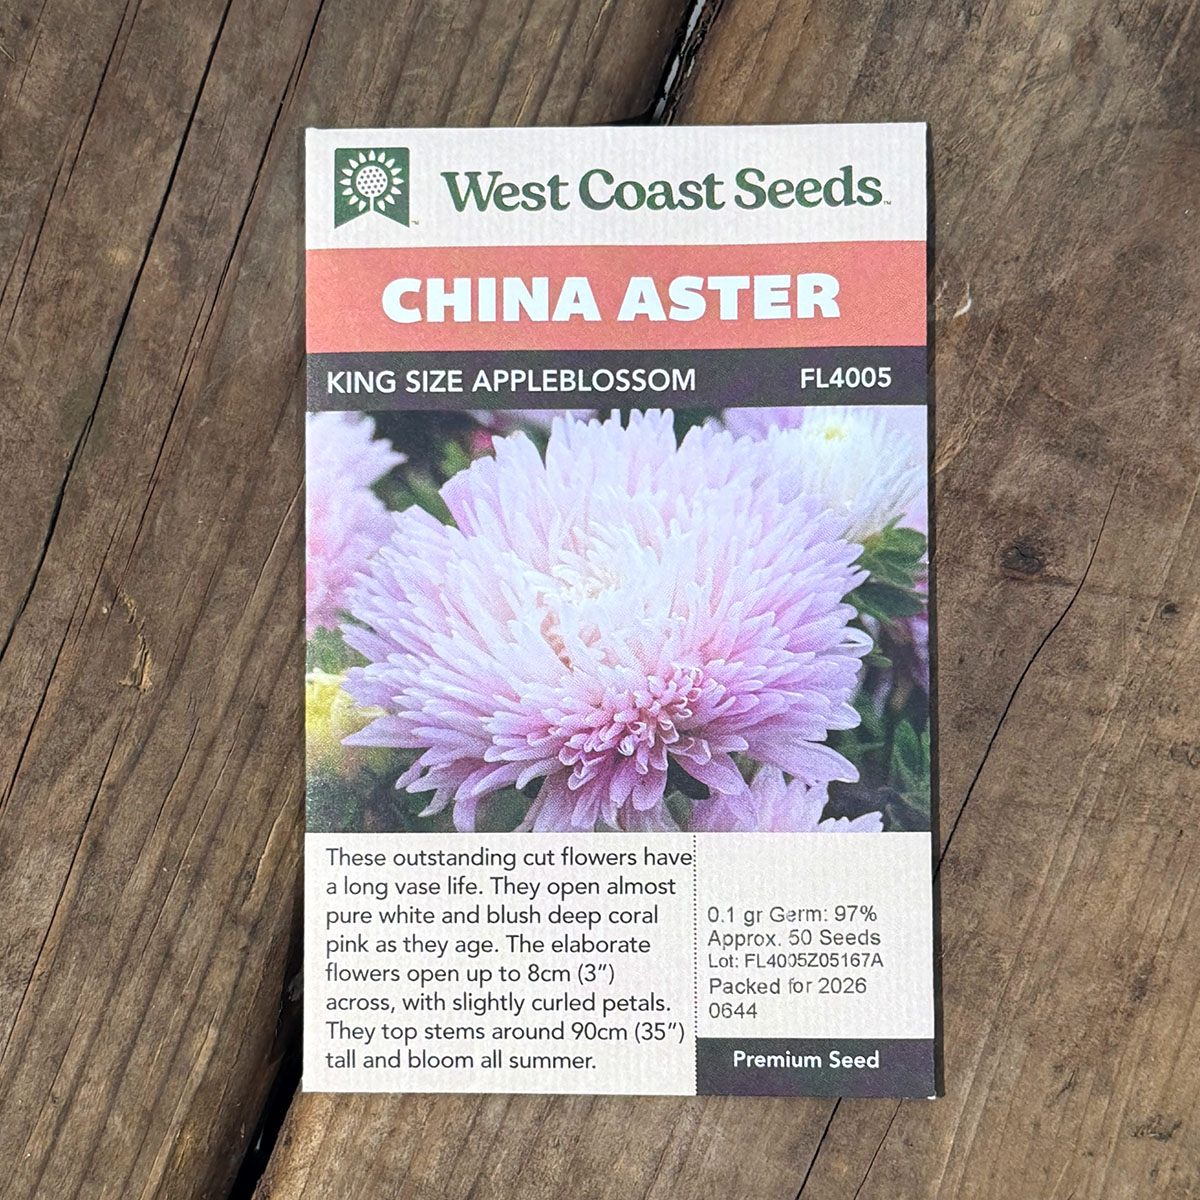 West Coast Seeds™
CHINA ASTER
KING SIZE APPLEBLOSSOM FL4005
These outstanding cut flowers have
a long vase life. They open almost
pure white and blush deep coral
pink as they age. The elaborate
flowers open up to 8cm (3”)
across, with slightly curled petals.
They top stems around 90cm (35”)
tall and bloom all summer.
0.1 gr Germ: 97%
Approx. 50 Seeds
Lot: FL4005Z05167A
Packed for 2026
0644
Premium Seed